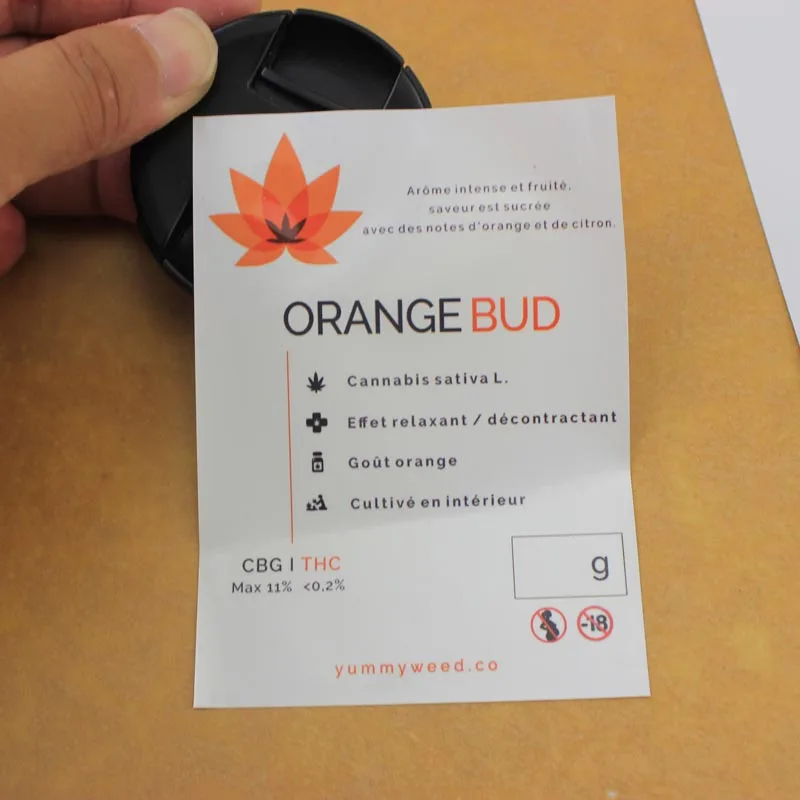 Arôme intense et fruité,
saveur est sucrée
avec des notes d'orange et de citron.
ORANGE BUD
Cannabis sativa L.
Effet relaxant / décontractant
Goût orange
Cultivé en intérieur
CBG I THC
Max 11% <0,2%
g
-18
yummyweed.co